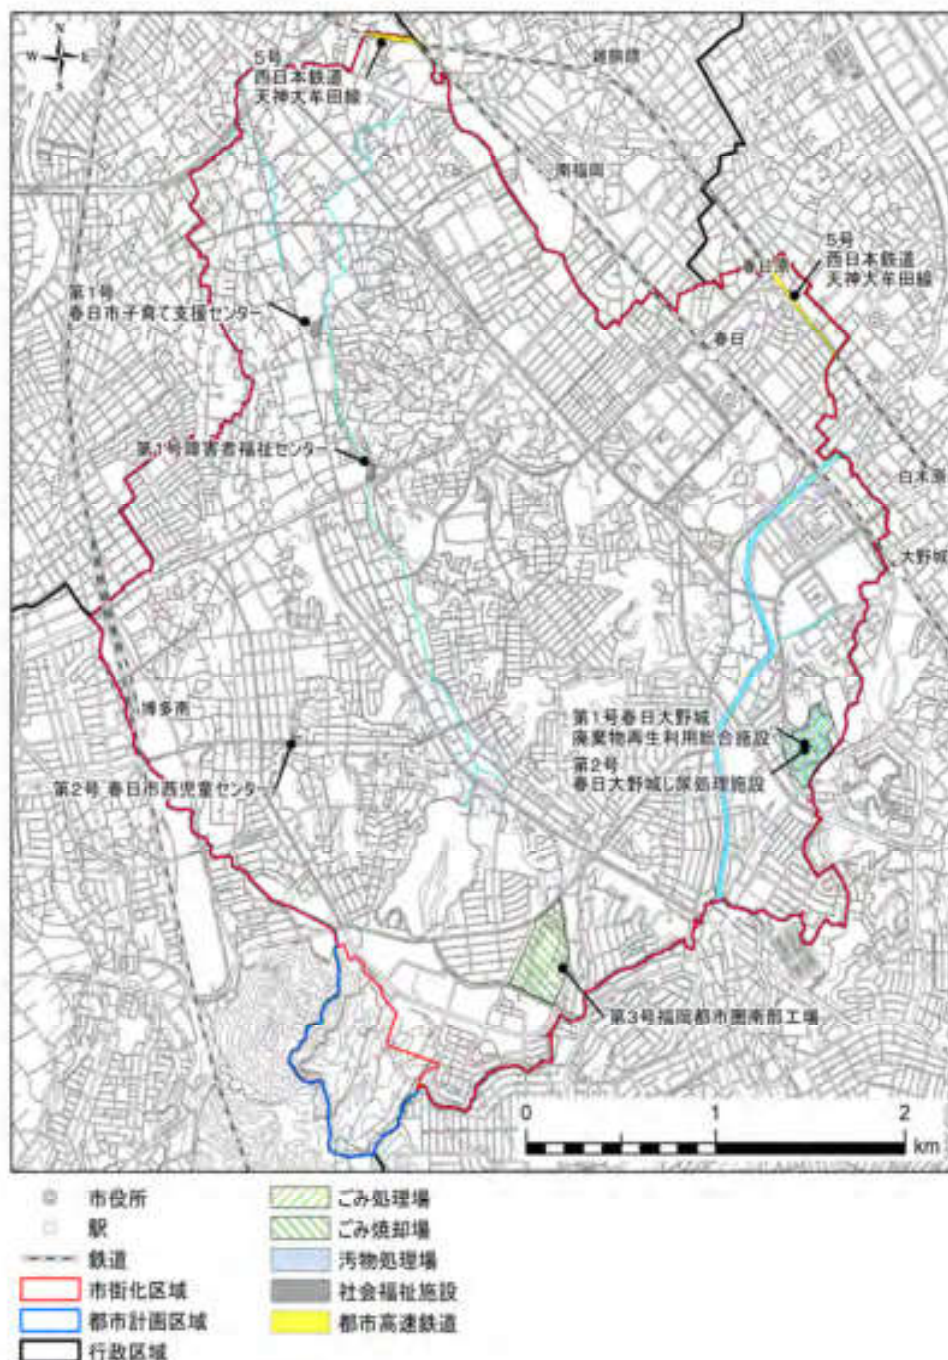 N
W E
S
5号
西日本鉄道
天神大牟田線
雑餉隈
南福岡
春日原
5号
西日本鉄道
天神大牟田線
第1号
春日市子育て支援センター
春日
第1号障害者福祉センター
白木原
大野城
博多南
第1号春日大野城
廃棄物再生利用総合施設
第2号
春日大野城し尿処理施設
第2号 春日市西児童センター
第3号福岡都市圏南部工場
0 1 2
km
市役所
駅
鉄道
市街化区域
都市計画区域
行政区域
ごみ処理場
ごみ焼却場
汚物処理場
社会福祉施設
都市高速鉄道